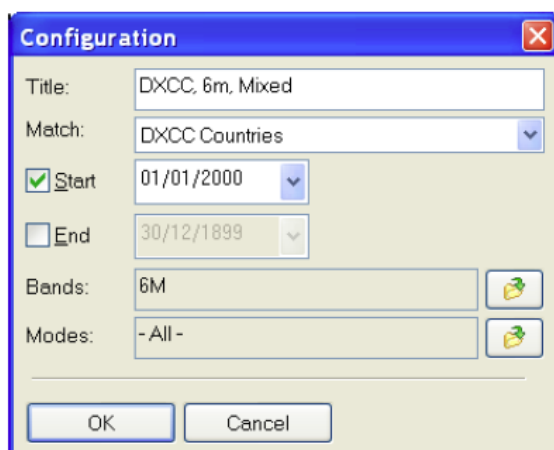 Configuration
Title: DXCC, 6m, Mixed
Match: DXCC Countries
Start 01/01/2000
End 30/12/1899
Bands: 6M
Modes: - All -
OK Cancel